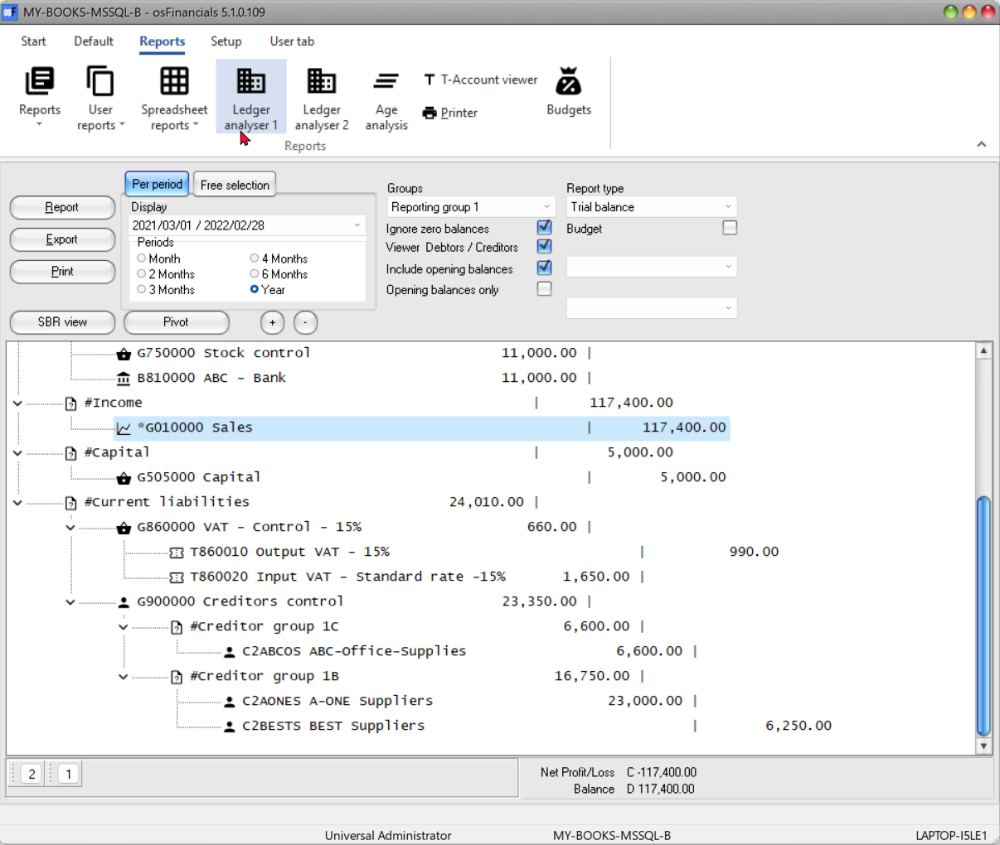 osF MY-BOOKS-MSSQL-B - osFinancials 5.1.0.109
Start Default Reports Setup User tab
Reports
User reports
Spreadsheet reports
Ledger analyser 1
Ledger analyser 2
Age analysis
T T-Account viewer
Printer
Budgets
Reports
Report
Export
Print
SBR view
Per period Free selection
Display
2021/03/01 / 2022/02/28
Periods
Month 4 Months
2 Months 6 Months
3 Months Year
Pivot + -
Groups
Reporting group 1
Ignore zero balances
Viewer Debtors / Creditors
Include opening balances
Opening balances only
Report type
Trial balance
Budget
G750000 Stock control 11,000.00 |
B810000 ABC - Bank 11,000.00 |
#Income | 117,400.00
*G010000 Sales | 117,400.00
#Capital | 5,000.00
G505000 Capital | 5,000.00
#Current liabilities 24,010.00 |
G860000 VAT - Control - 15% 660.00 |
T860010 Output VAT - 15% | 990.00
T860020 Input VAT - Standard rate -15% 1,650.00 |
G900000 Creditors control 23,350.00 |
#Creditor group 1C 6,600.00 |
C2ABCOS ABC-Office-Supplies 6,600.00 |
#Creditor group 1B 16,750.00 |
C2AONES A-ONE Suppliers 23,000.00 |
C2BESTS BEST Suppliers | 6,250.00
2 1
Net Profit/Loss C -117,400.00
Balance D 117,400.00
Universal Administrator MY-BOOKS-MSSQL-B LAPTOP-I5LE1